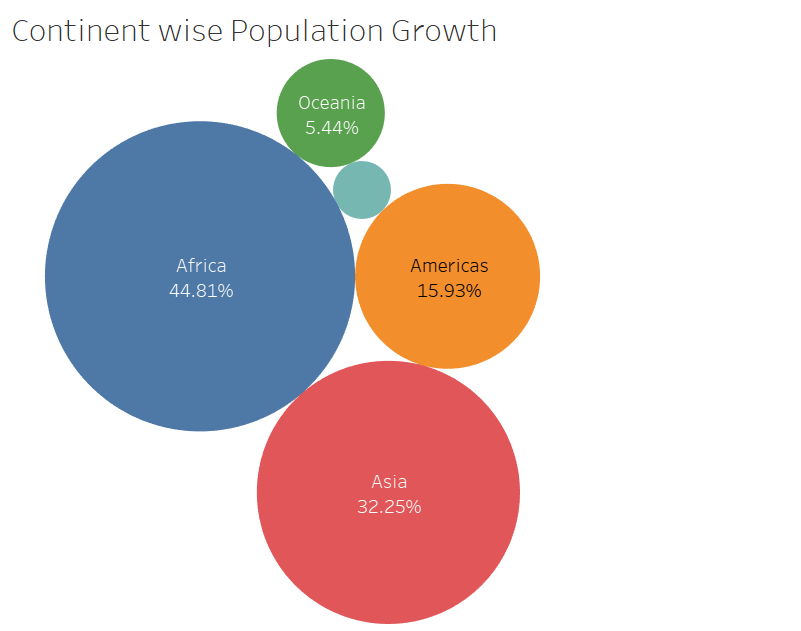 Continent wise Population Growth
Oceania
5.44%
Africa
44.81%
Americas
15.93%
Asia
32.25%